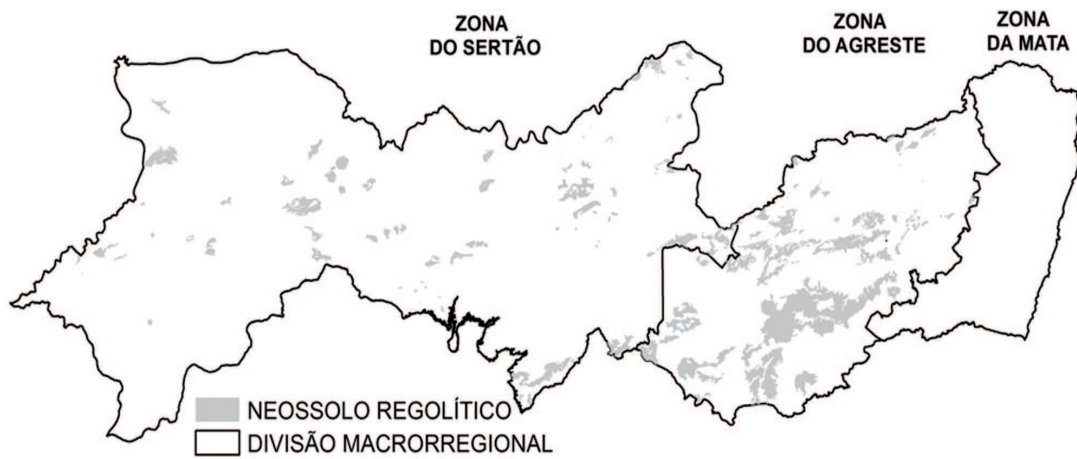 ZONA
DO SERTÃO
ZONA
DO AGRESTE
ZONA
DA MATA
NEOSSOLO REGOLÍTICO
DIVISÃO MACRORREGIONAL